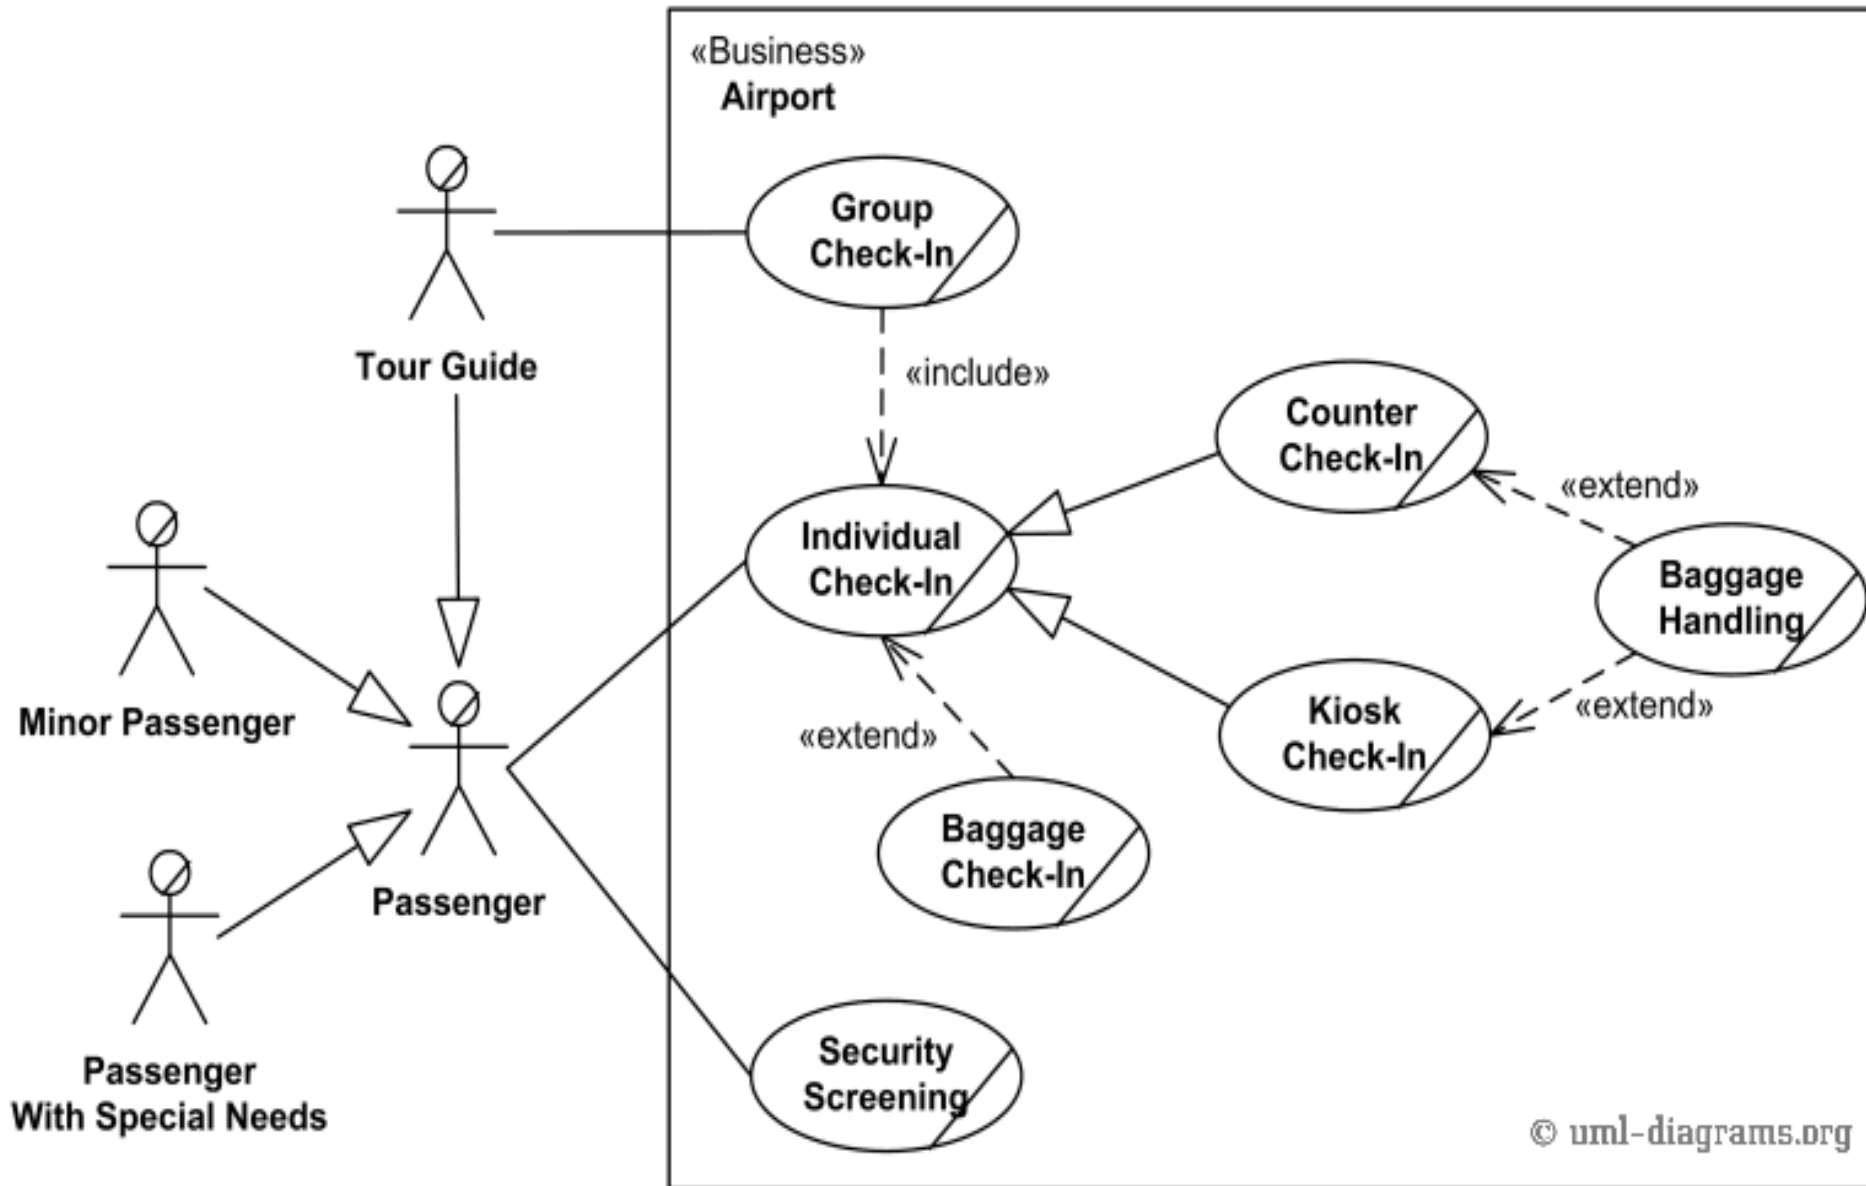 «Business»
Airport
Group
Check-In
Tour Guide
«include»
Counter
Check-In
«extend»
Individual
Check-In
Baggage
Handling
Minor Passenger
«extend»
Kiosk
Check-In
«extend»
Baggage
Check-In
Passenger
Security
Screening
Passenger
With Special Needs
© uml-diagrams.org